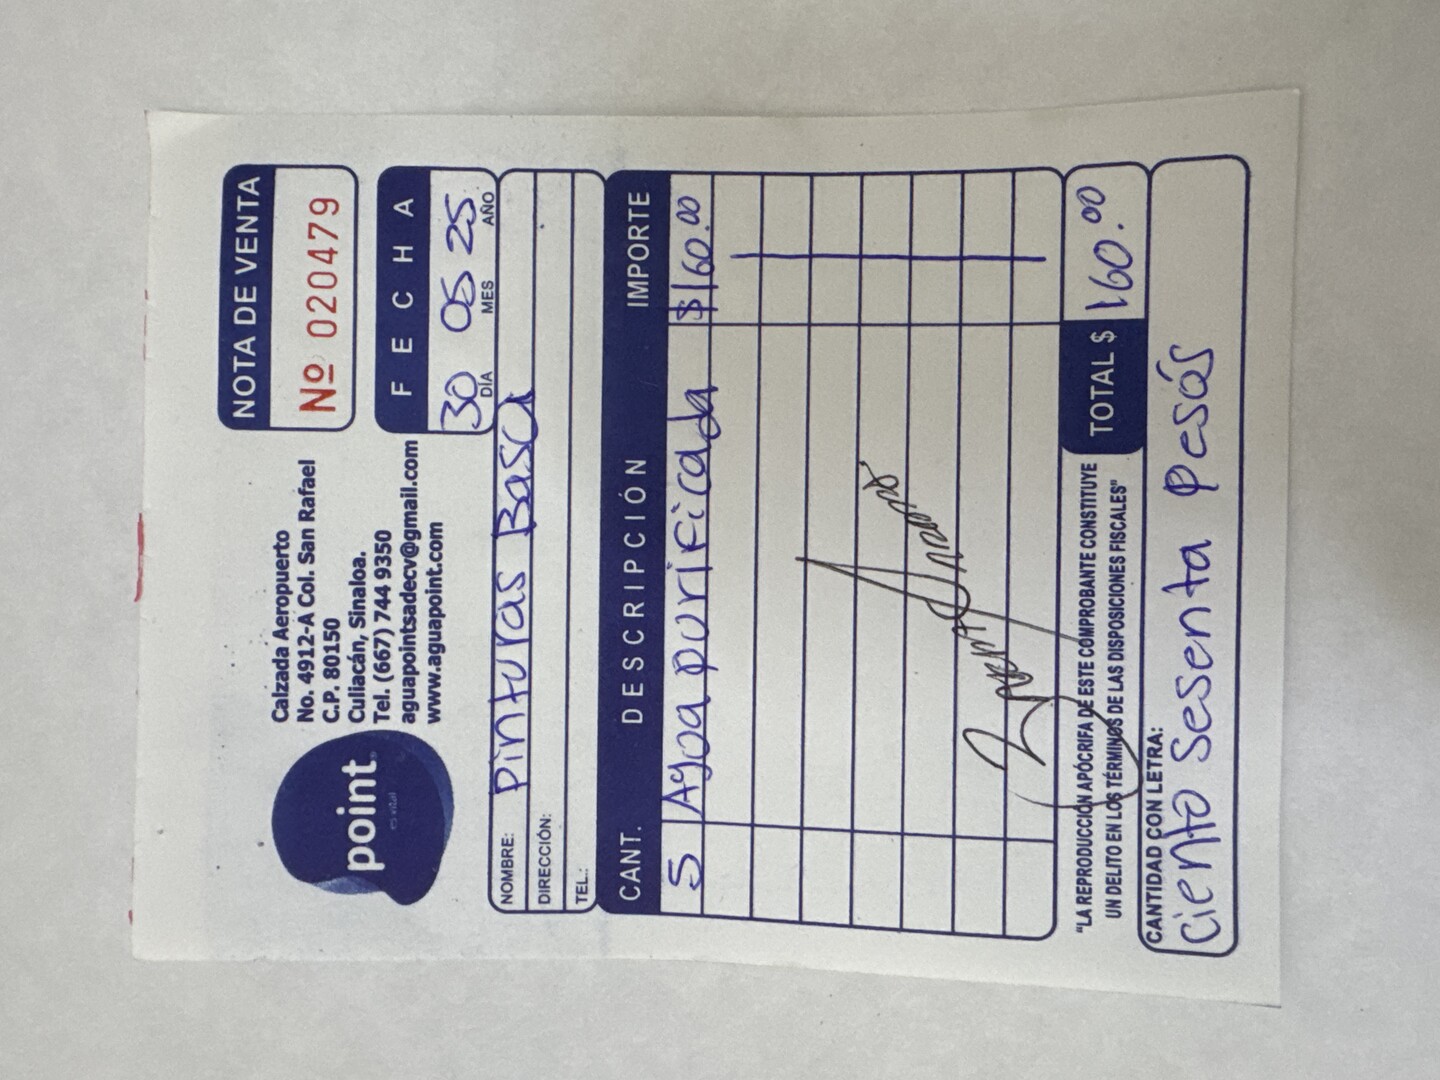 point
es vital
Calzada Aeropuerto
No. 4912-A Col. San Rafael
C.P. 80150
Culiacán, Sinaloa.
Tel. (667) 744 9350
aguapointsadecv@gmail.com
www.aguapoint.com
NOTA DE VENTA
Nº 020479
FECHA
30 05 25
DÍA MES AÑO
NOMBRE: Pinturas Basa
DIRECCIÓN:
TEL.:
CANT. DESCRIPCIÓN IMPORTE
5 Agua purificada $160.00
"LA REPRODUCCIÓN APÓCRIFA DE ESTE COMPROBANTE CONSTITUYE
UN DELITO EN LOS TÉRMINOS DE LAS DISPOSICIONES FISCALES"
TOTAL $ 160.00
CANTIDAD CON LETRA:
Ciento Sesenta Pesos